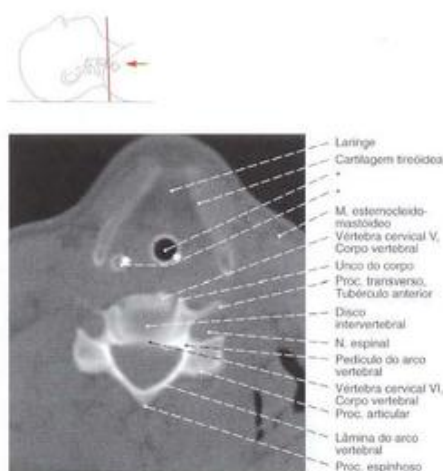 Laringe
Cartilagem tireóidea
*
*
M. esternocleido-
mastóideo
Vértebra cervical V,
Corpo vertebral
Unco do corpo
Proc. transverso,
Tubérculo anterior
Disco
intervertebral
N. espinal
Pedículo do arco
vertebral
Vértebra cervical VI,
Corpo vertebral
Proc. articular
Lâmina do arco
vertebral
Proc. espinhoso